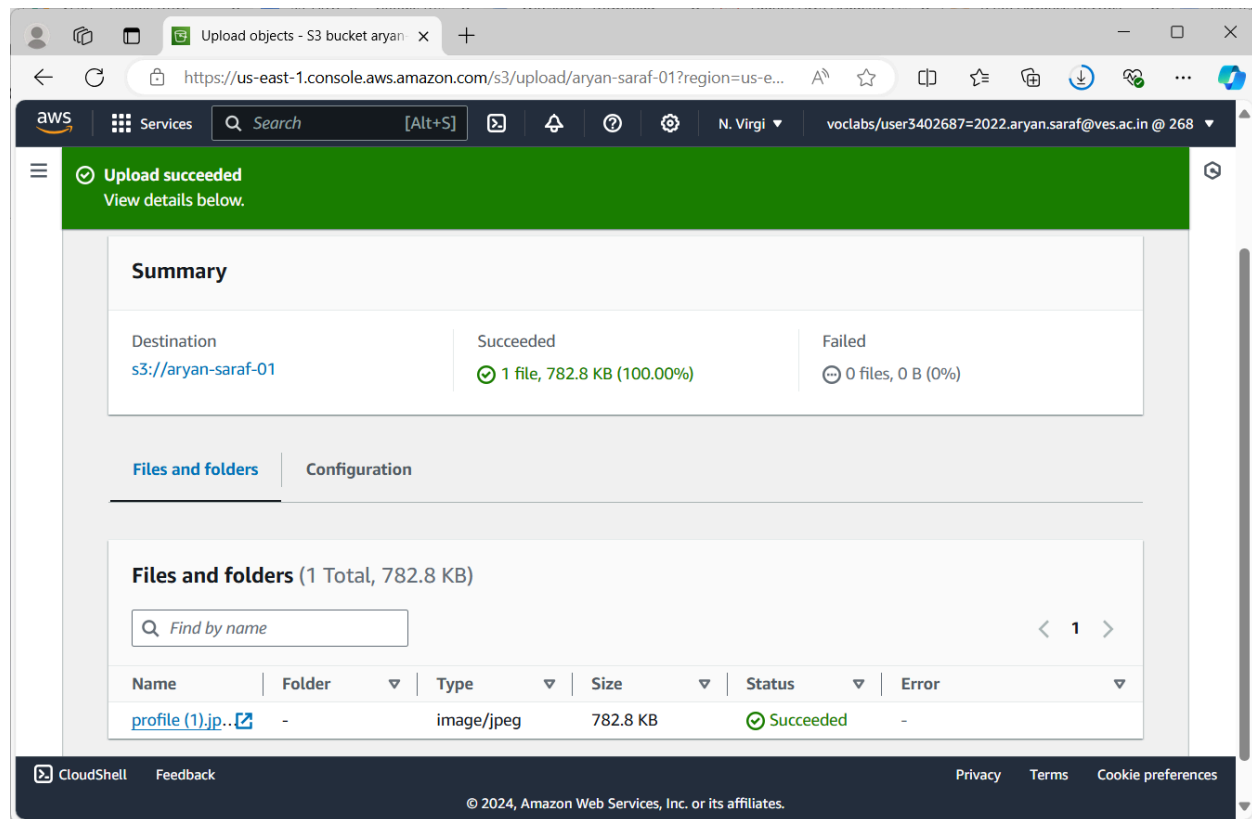 Upload objects - S3 bucket aryan-
https://us-east-1.console.aws.amazon.com/s3/upload/aryan-saraf-01?region=us-e...
aws Services Search [Alt+S] N. Virgi voclabs/user3402687=2022.aryan.saraf@ves.ac.in @ 268
Upload succeeded
View details below.
Summary
Destination Succeeded Failed
s3://aryan-saraf-01 1 file, 782.8 KB (100.00%) 0 files, 0 B (0%)
Files and folders Configuration
Files and folders (1 Total, 782.8 KB)
Find by name 1
Name Folder Type Size Status Error
profile (1).jp... - image/jpeg 782.8 KB Succeeded -
CloudShell Feedback Privacy Terms Cookie preferences
© 2024, Amazon Web Services, Inc. or its affiliates.